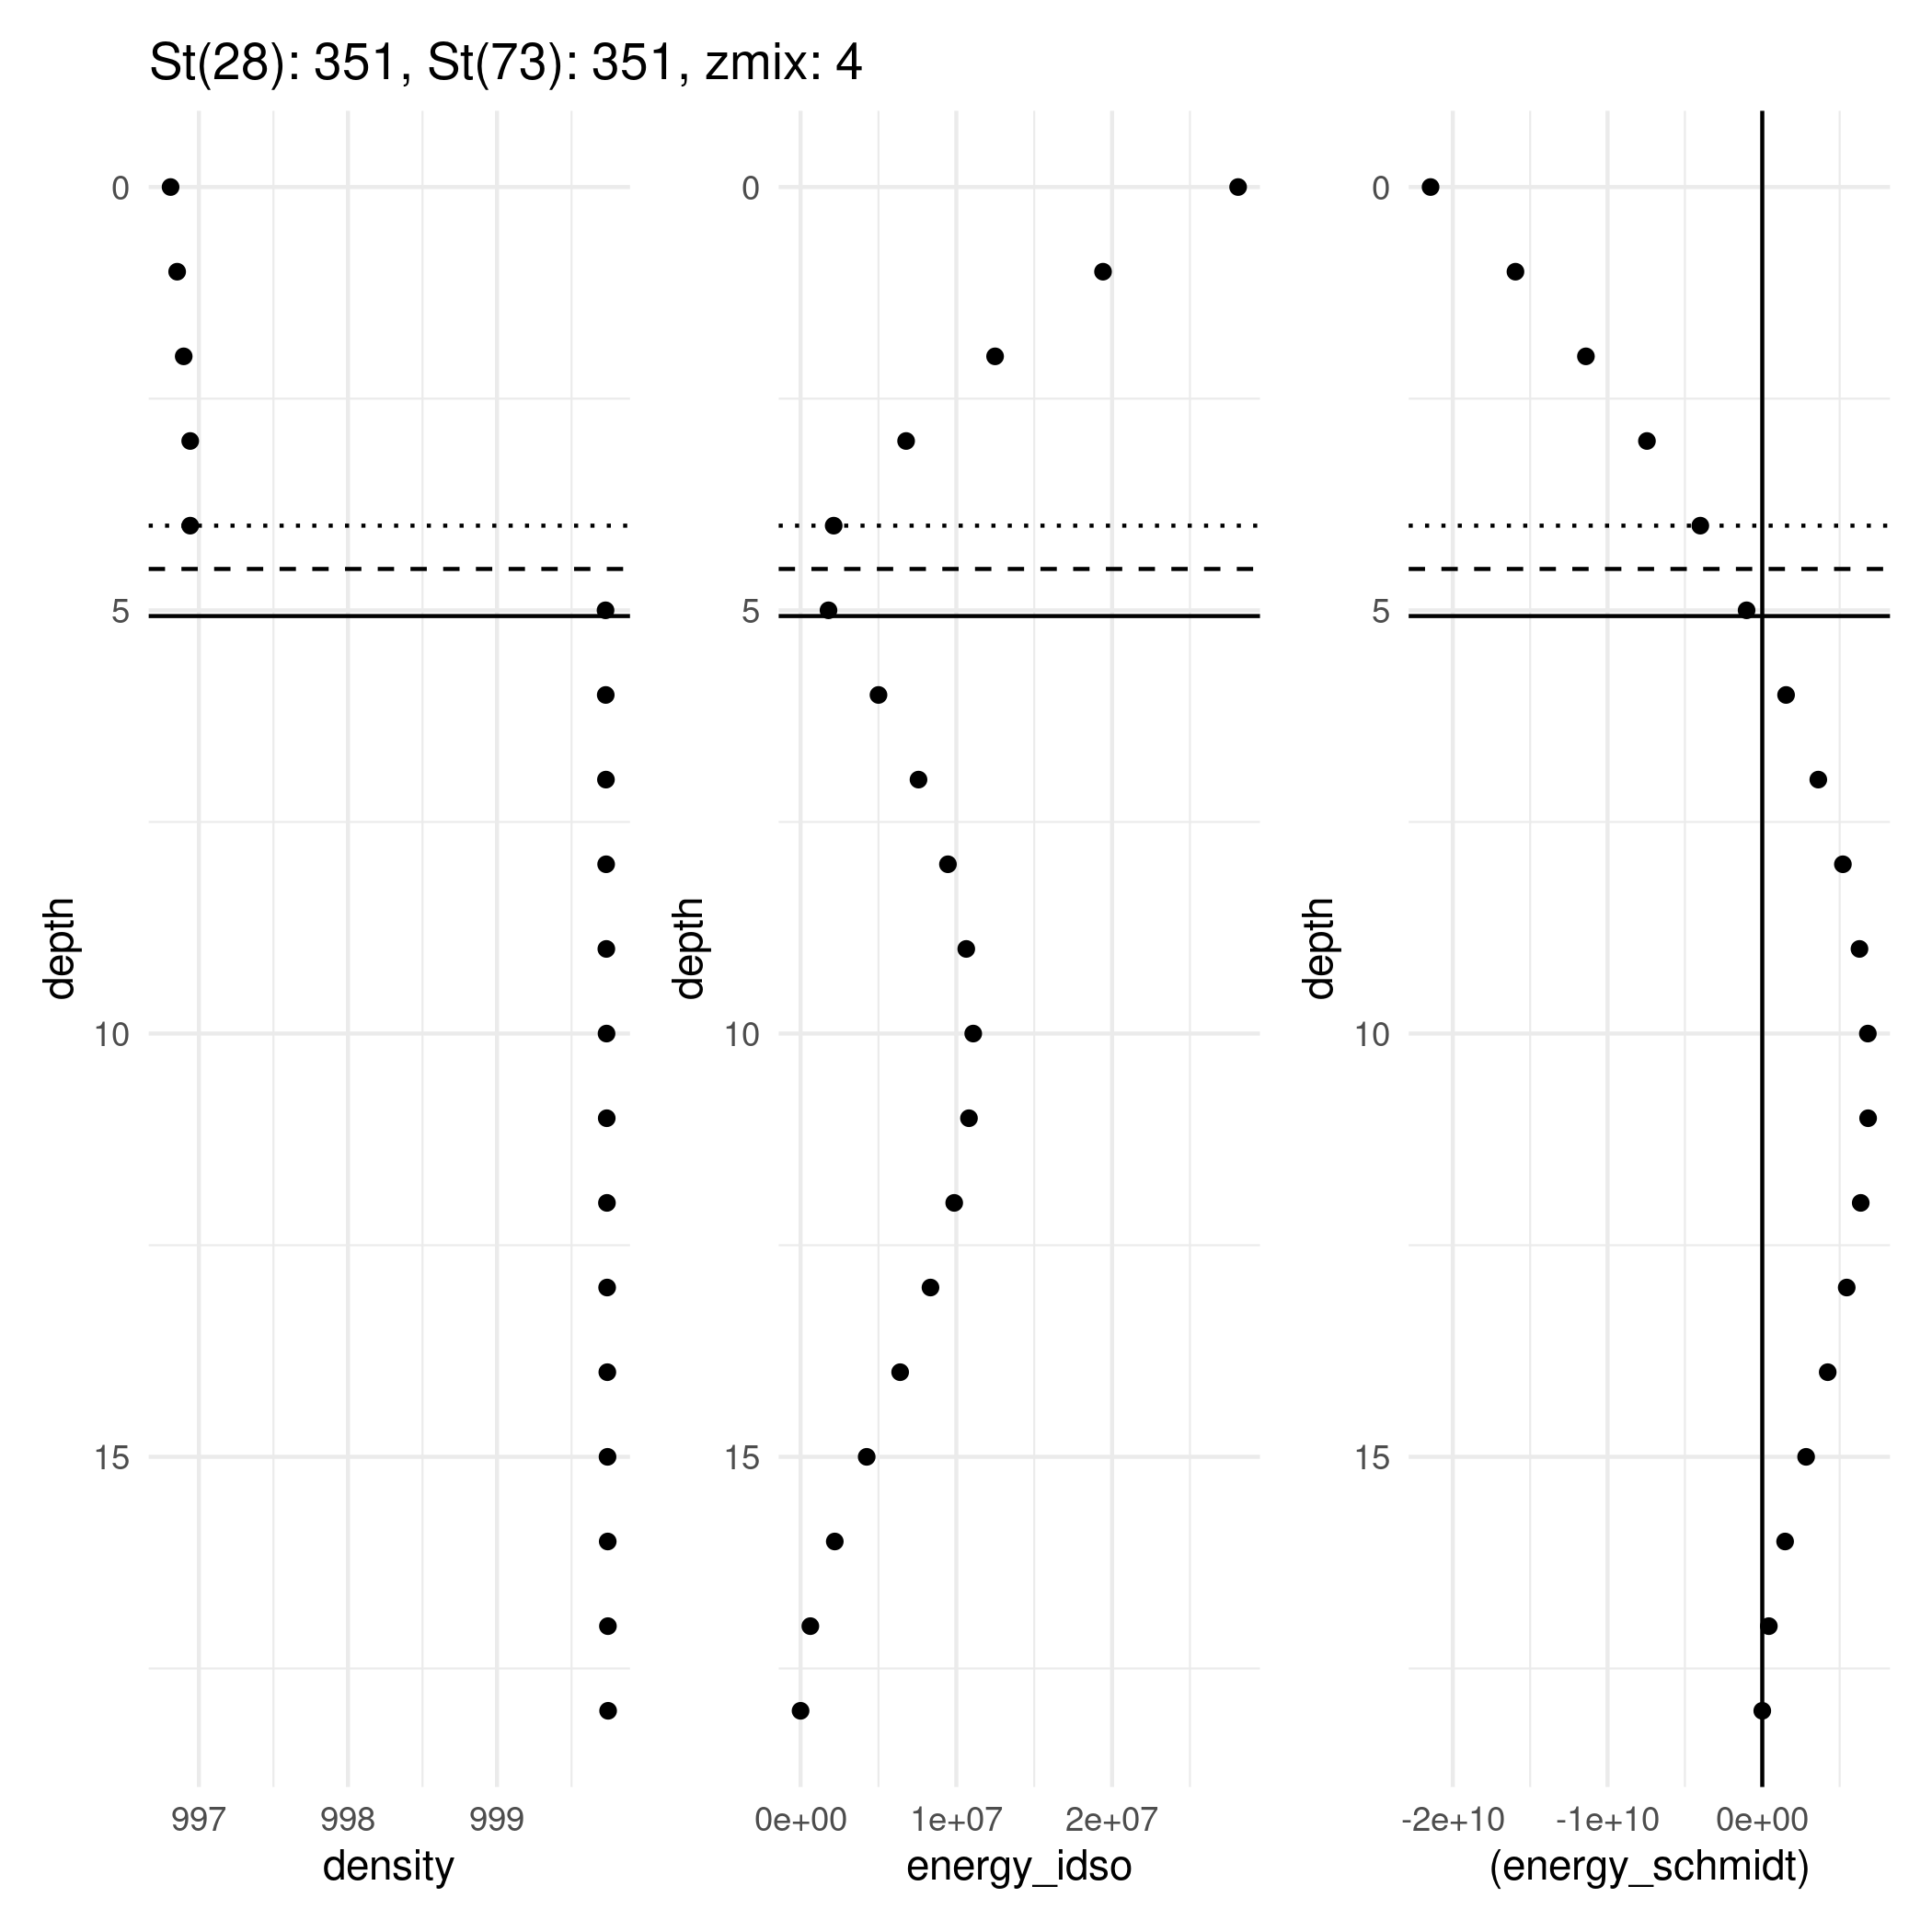 St(28): 351, St(73): 351, zmix: 4
0
5
10
15
depth
997 998 999
density
0
5
10
15
depth
0e+00 1e+07 2e+07
energy_idso
0
5
10
15
depth
-2e+10 -1e+10 0e+00
(energy_schmidt)